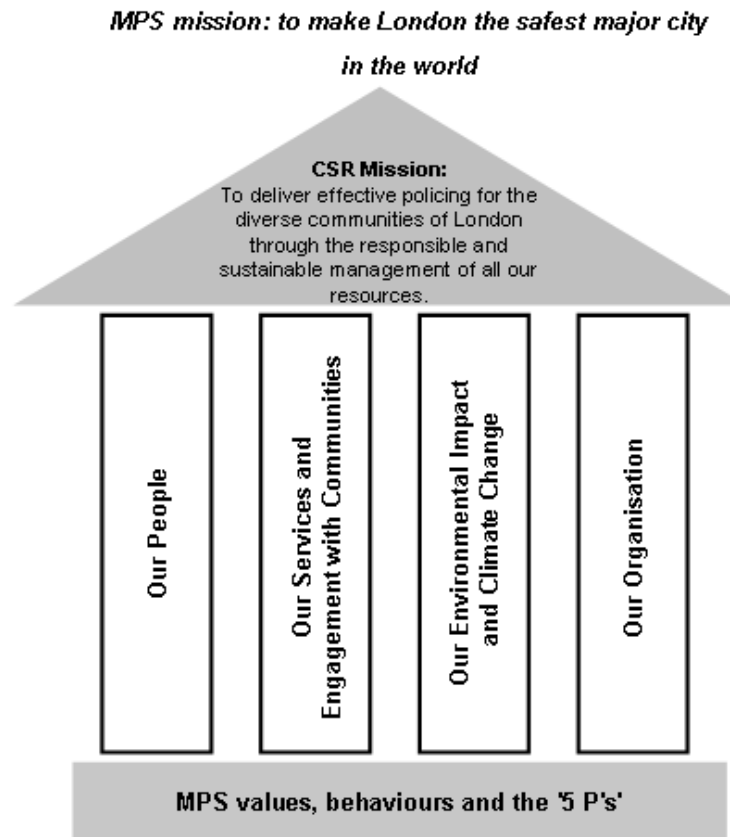 MPS mission: to make London the safest major city
in the world
CSR Mission:
To deliver effective policing for the
diverse communities of London
through the responsible and
sustainable management of all our
resources.
Our People
Our Services and
Engagement with Communities
Our Environmental Impact
and Climate Change
Our Organisation
MPS values, behaviours and the '5 P's'